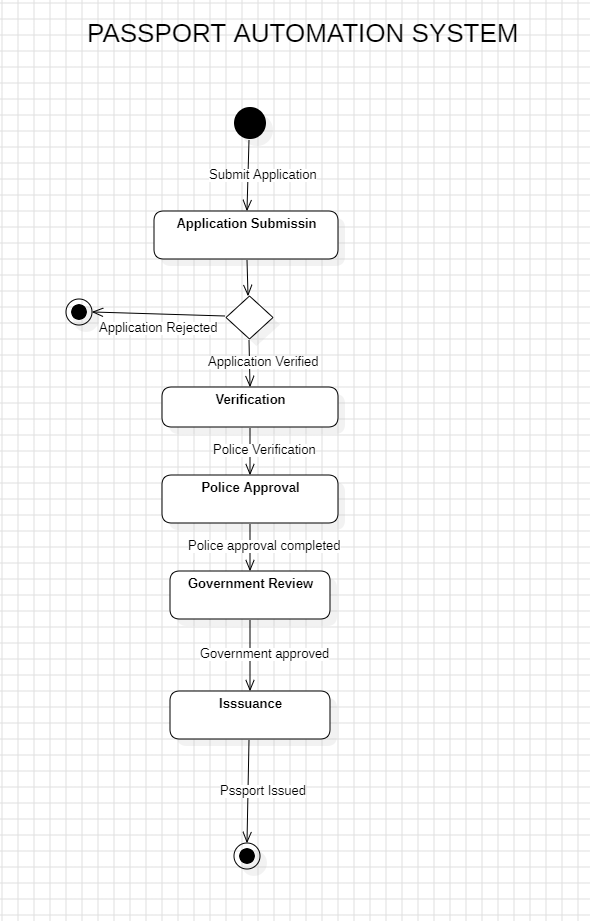 PASSPORT AUTOMATION SYSTEM
Submit Application
Application Submissin
Application Rejected
Application Verified
Verification
Police Verification
Police Approval
Police approval completed
Government Review
Government approved
Isssuance
Pssport Issued